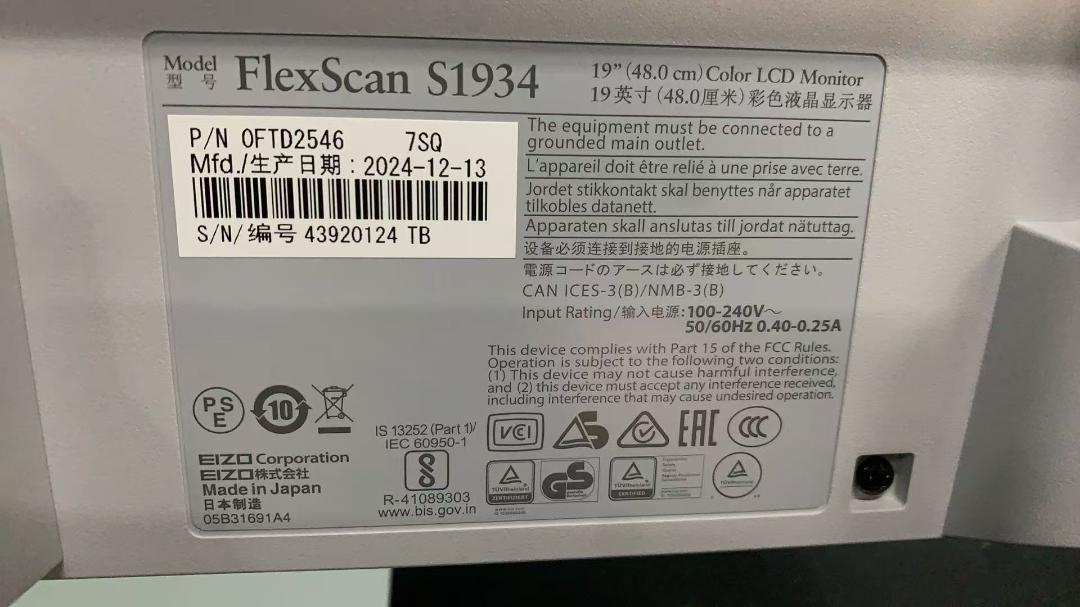 Model FlexScan S1934 19” (48.0 cm) Color LCD Monitor
型 号 19英寸 (48.0厘米) 彩色液晶显示器
P/N 0FTD2546 7SQ
Mfd./生产日期 : 2024-12-13
S/N/ 编号 43920124 TB
The equipment must be connected to a
grounded main outlet.
L'appareil doit être relié à une prise avec terre.
Jordet stikkontakt skal benyttes når apparatet
tilkobles datanett.
Apparaten skall anslutas till jordat nätuttag.
设备必须连接到接地的电源插座。
電源コードのアースは必ず接地してください。
CAN ICES-3(B)/NMB-3(B)
Input Rating/输入电源: 100-240V～
50/60Hz 0.40-0.25A
This device complies with Part 15 of the FCC Rules.
Operation is subject to the following two conditions:
(1) This device may not cause harmful interference,
and (2) this device must accept any interference received,
including interference that may cause undesired operation.
PSE
10
IS 13252 (Part 1)/
IEC 60950-1
R-41089303
www.bis.gov.in
VCI
EAC
CCC
TÜVRheinland
ZERTIFIZIERT
GS
TÜVRheinland
CERTIFIED
TÜVRheinland
EIZO Corporation
EIZO株式会社
Made in Japan
日本制造
05B31691A4